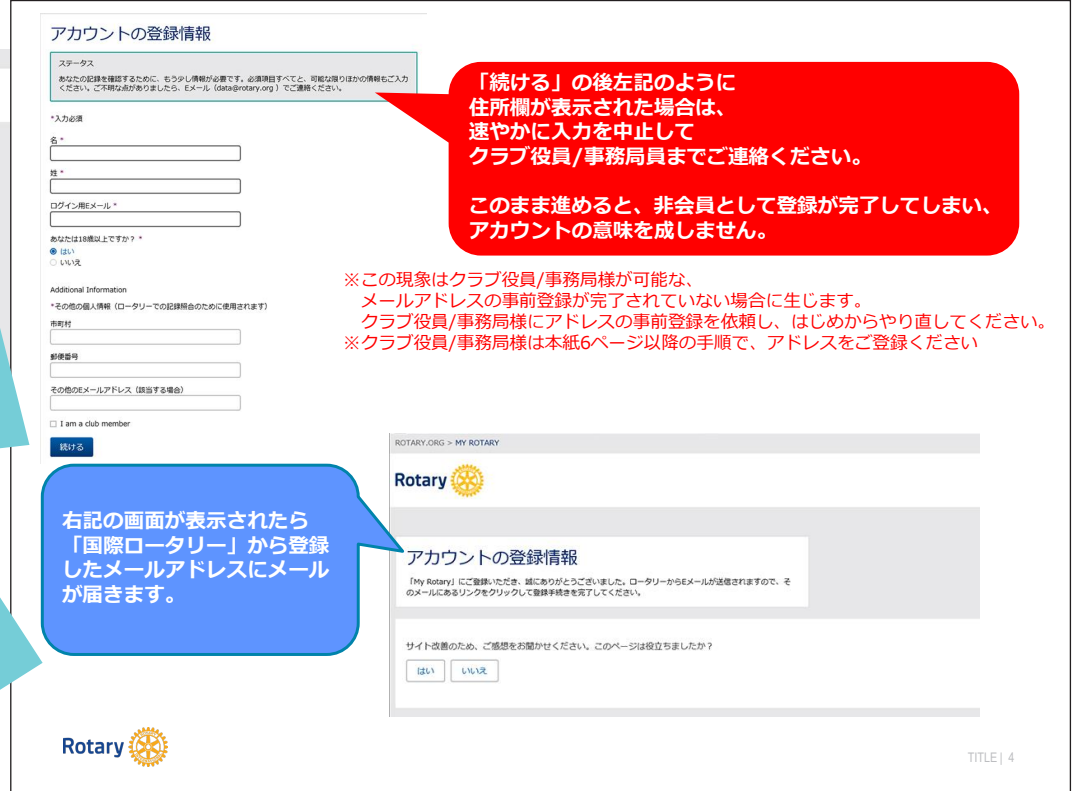 アカウントの登録情報
ステータス
あなたの記録を確認するために、もう少し情報が必要です。必須項目すべてと、可能な限りほかの情報もご入力
ください。ご不明な点がありましたら、Eメール（data@rotary.org ）でご連絡ください。
*入力必須
名 *
姓 *
ログイン用Eメール *
あなたは18歳以上ですか？ *
はい
いいえ
Additional Information
*その他の個人情報（ロータリーでの記録照合のために使用されます）
市町村
郵便番号
その他のEメールアドレス（該当する場合）
I am a club member
続ける
「続ける」の後左記のように
住所欄が表示された場合は、
速やかに入力を中止して
クラブ役員/事務局員までご連絡ください。
このまま進めると、非会員として登録が完了してしまい、
アカウントの意味を成しません。
※この現象はクラブ役員/事務局様が可能な、
メールアドレスの事前登録が完了されていない場合に生じます。
クラブ役員/事務局様にアドレスの事前登録を依頼し、はじめからやり直してください。
※クラブ役員/事務局様は本紙6ページ以降の手順で、アドレスをご登録ください
右記の画面が表示されたら
「国際ロータリー」から登録
したメールアドレスにメール
が届きます。
ROTARY.ORG > MY ROTARY
Rotary
アカウントの登録情報
「My Rotary」にご登録いただき、誠にありがとうございました。ロータリーからEメールが送信されますので、そ
のメールにあるリンクをクリックして登録手続きを完了してください。
サイト改善のため、ご感想をお聞かせください。このページは役立ちましたか？
はい いいえ
Rotary
TITLE | 4